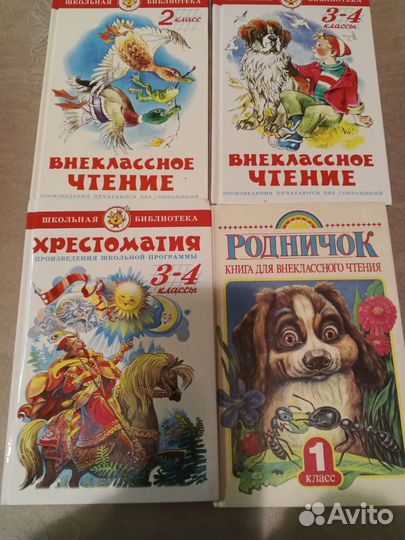 ШКОЛЬНАЯ БИБЛИОТЕКА
2 класс
ВНЕКЛАССНОЕ
ЧТЕНИЕ
ПРОИЗВЕДЕНИЯ ПЕЧАТАЮТСЯ БЕЗ СОКРАЩЕНИЙ
БИБЛИОТЕКА
3-4
классы
ВНЕКЛАССНОЕ
ЧТЕНИЕ
ПРОИЗВЕДЕНИЯ ПЕЧАТАЮТСЯ БЕЗ СОКРАЩЕНИЙ
ШКОЛЬНАЯ БИБЛИОТЕКА
ХРЕСТОМАТИЯ
ПРОИЗВЕДЕНИЯ ШКОЛЬНОЙ ПРОГРАММЫ
3-4
классы
РОДНИЧОК
КНИГА ДЛЯ ВНЕКЛАССНОГО ЧТЕНИЯ
1
КЛАСС
Avito